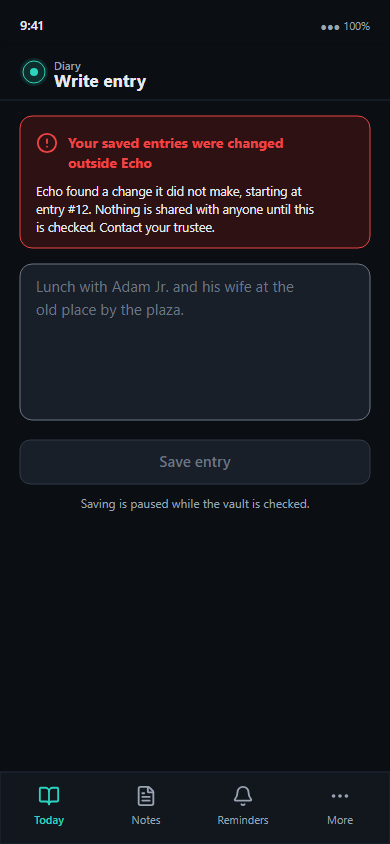 9:41
100%
Diary
Write entry
Your saved entries were changed
outside Echo
Echo found a change it did not make, starting at
entry #12. Nothing is shared with anyone until this
is checked. Contact your trustee.
Lunch with Adam Jr. and his wife at the
old place by the plaza.
Save entry
Saving is paused while the vault is checked.
Today
Notes
Reminders
More